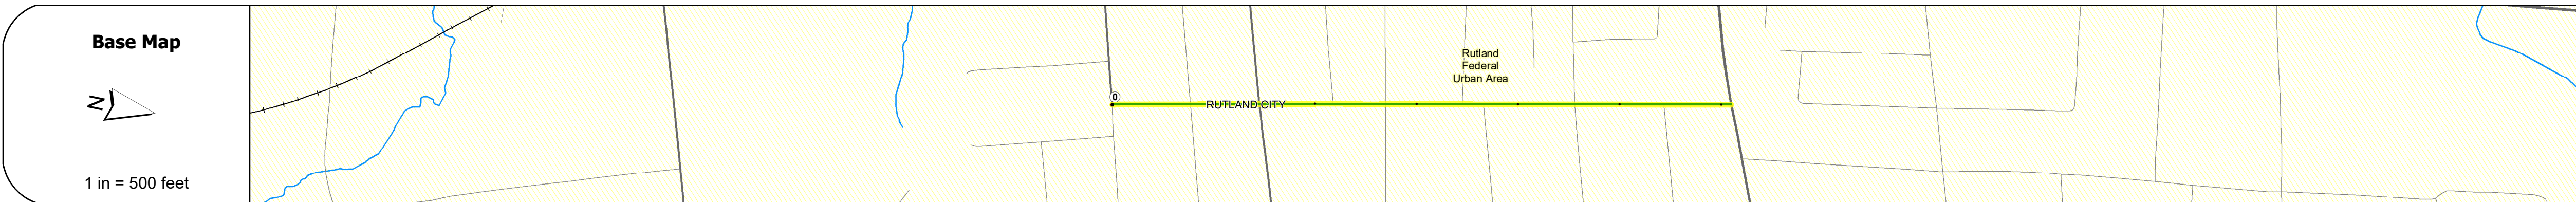 Base Map
N
1 in = 500 feet
0
RUTLAND CITY
Rutland
Federal
Urban Area